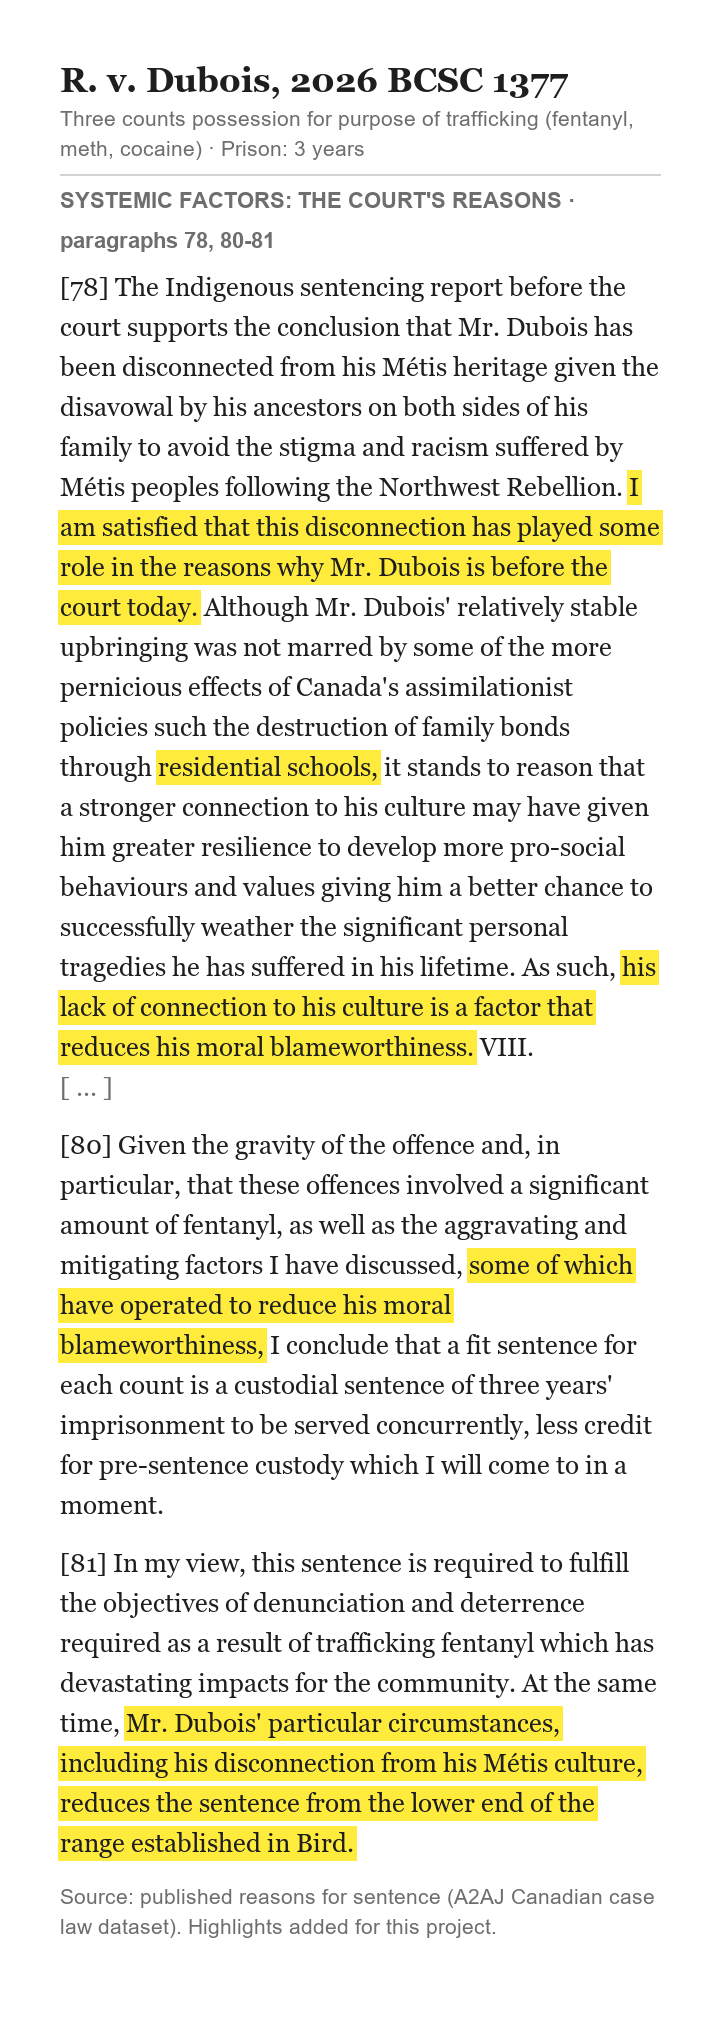 R. v. Dubois, 2026 BCSC 1377
Three counts possession for purpose of trafficking (fentanyl,
meth, cocaine) · Prison: 3 years
SYSTEMIC FACTORS: THE COURT'S REASONS ·
paragraphs 78, 80-81
[78] The Indigenous sentencing report before the
court supports the conclusion that Mr. Dubois has
been disconnected from his Métis heritage given the
disavowal by his ancestors on both sides of his
family to avoid the stigma and racism suffered by
Métis peoples following the Northwest Rebellion. I
am satisfied that this disconnection has played some
role in the reasons why Mr. Dubois is before the
court today. Although Mr. Dubois' relatively stable
upbringing was not marred by some of the more
pernicious effects of Canada's assimilationist
policies such the destruction of family bonds
through residential schools, it stands to reason that
a stronger connection to his culture may have given
him greater resilience to develop more pro-social
behaviours and values giving him a better chance to
successfully weather the significant personal
tragedies he has suffered in his lifetime. As such, his
lack of connection to his culture is a factor that
reduces his moral blameworthiness. VIII.
[ ... ]
[80] Given the gravity of the offence and, in
particular, that these offences involved a significant
amount of fentanyl, as well as the aggravating and
mitigating factors I have discussed, some of which
have operated to reduce his moral
blameworthiness, I conclude that a fit sentence for
each count is a custodial sentence of three years'
imprisonment to be served concurrently, less credit
for pre-sentence custody which I will come to in a
moment.
[81] In my view, this sentence is required to fulfill
the objectives of denunciation and deterrence
required as a result of trafficking fentanyl which has
devastating impacts for the community. At the same
time, Mr. Dubois' particular circumstances,
including his disconnection from his Métis culture,
reduces the sentence from the lower end of the
range established in Bird.
Source: published reasons for sentence (A2AJ Canadian case
law dataset). Highlights added for this project.